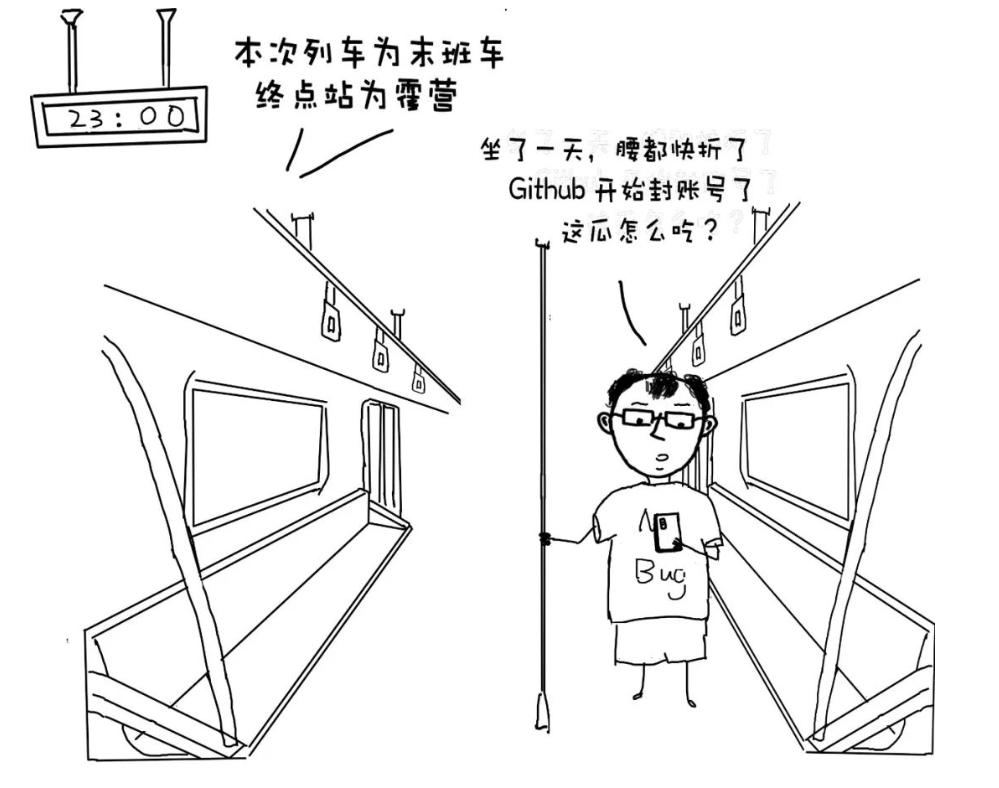 23:00
本次列车为末班车
终点站为霍营
坐了一天，腰都快折了
Github 开始封账号了
这瓜怎么吃？
N
Bug